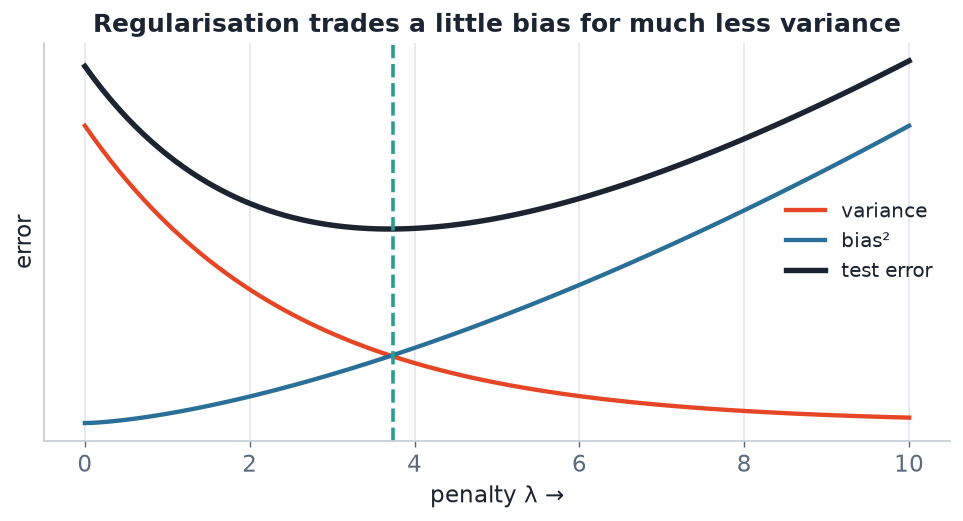 Regularisation trades a little bias for much less variance
error
variance
bias²
test error
0 2 4 6 8 10
penalty λ →